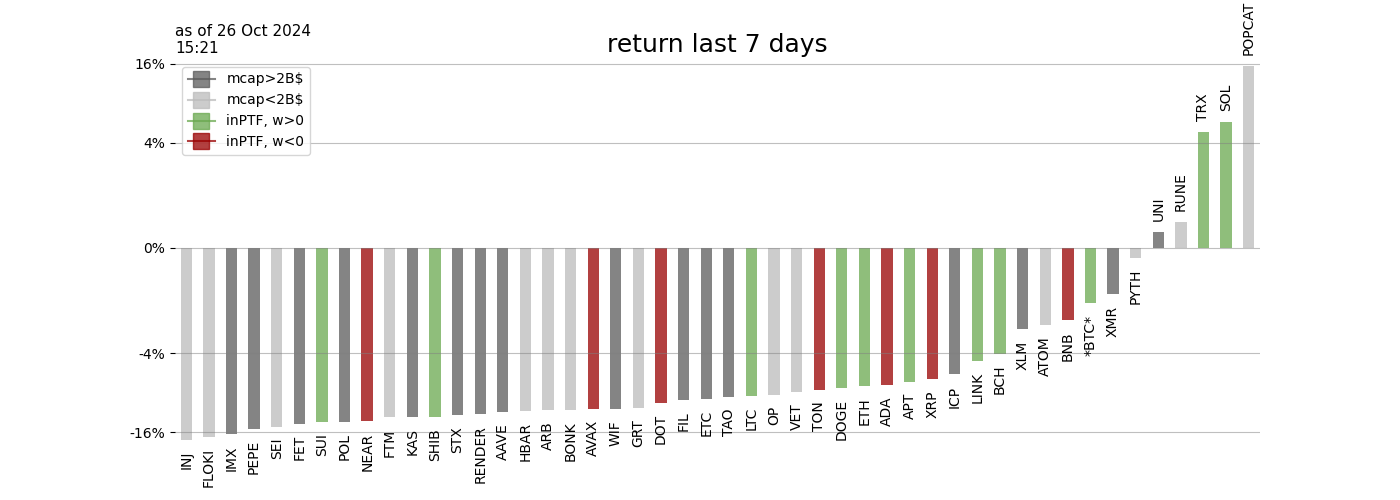 as of 26 Oct 2024
15:21
return last 7 days
16%
4%
0%
-4%
-16%
mcap>2B$
mcap<2B$
inPTF, w>0
inPTF, w<0
INJ
FLOKI
IMX
PEPE
SEI
FET
SUI
POL
NEAR
FTM
KAS
SHIB
STX
RENDER
AAVE
HBAR
ARB
BONK
AVAX
WIF
GRT
DOT
FIL
ETC
TAO
LTC
OP
VET
TON
DOGE
ETH
ADA
APT
XRP
ICP
LINK
BCH
XLM
ATOM
BNB
*BTC*
XMR
PYTH
UNI
RUNE
TRX
SOL
POPCAT